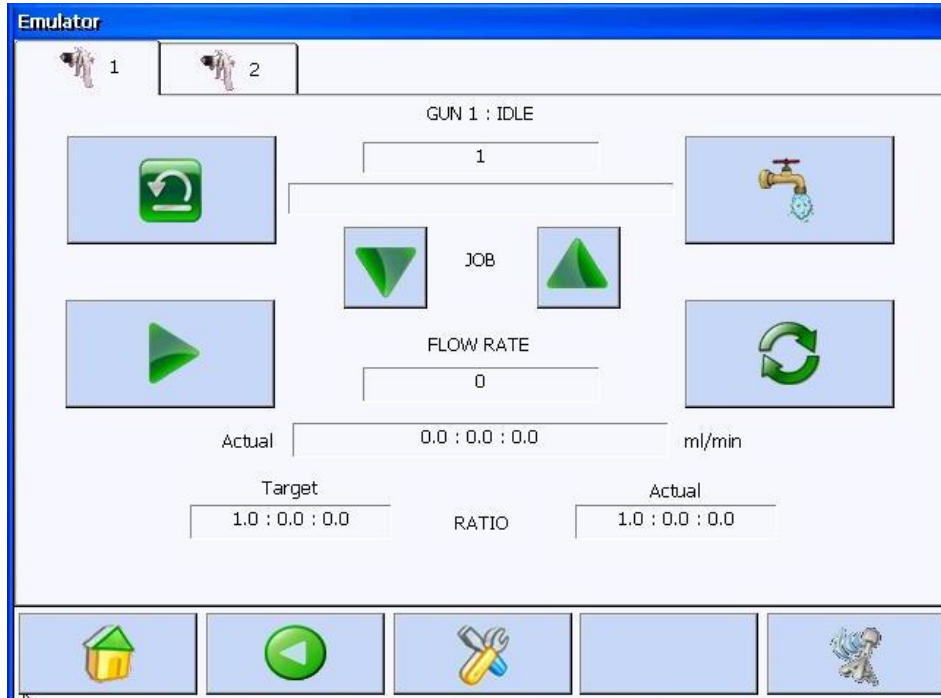 Emulator
1
2
GUN 1 : IDLE
1
JOB
FLOW RATE
0
Actual
0.0 : 0.0 : 0.0
ml/min
Target
Actual
1.0 : 0.0 : 0.0
RATIO
1.0 : 0.0 : 0.0